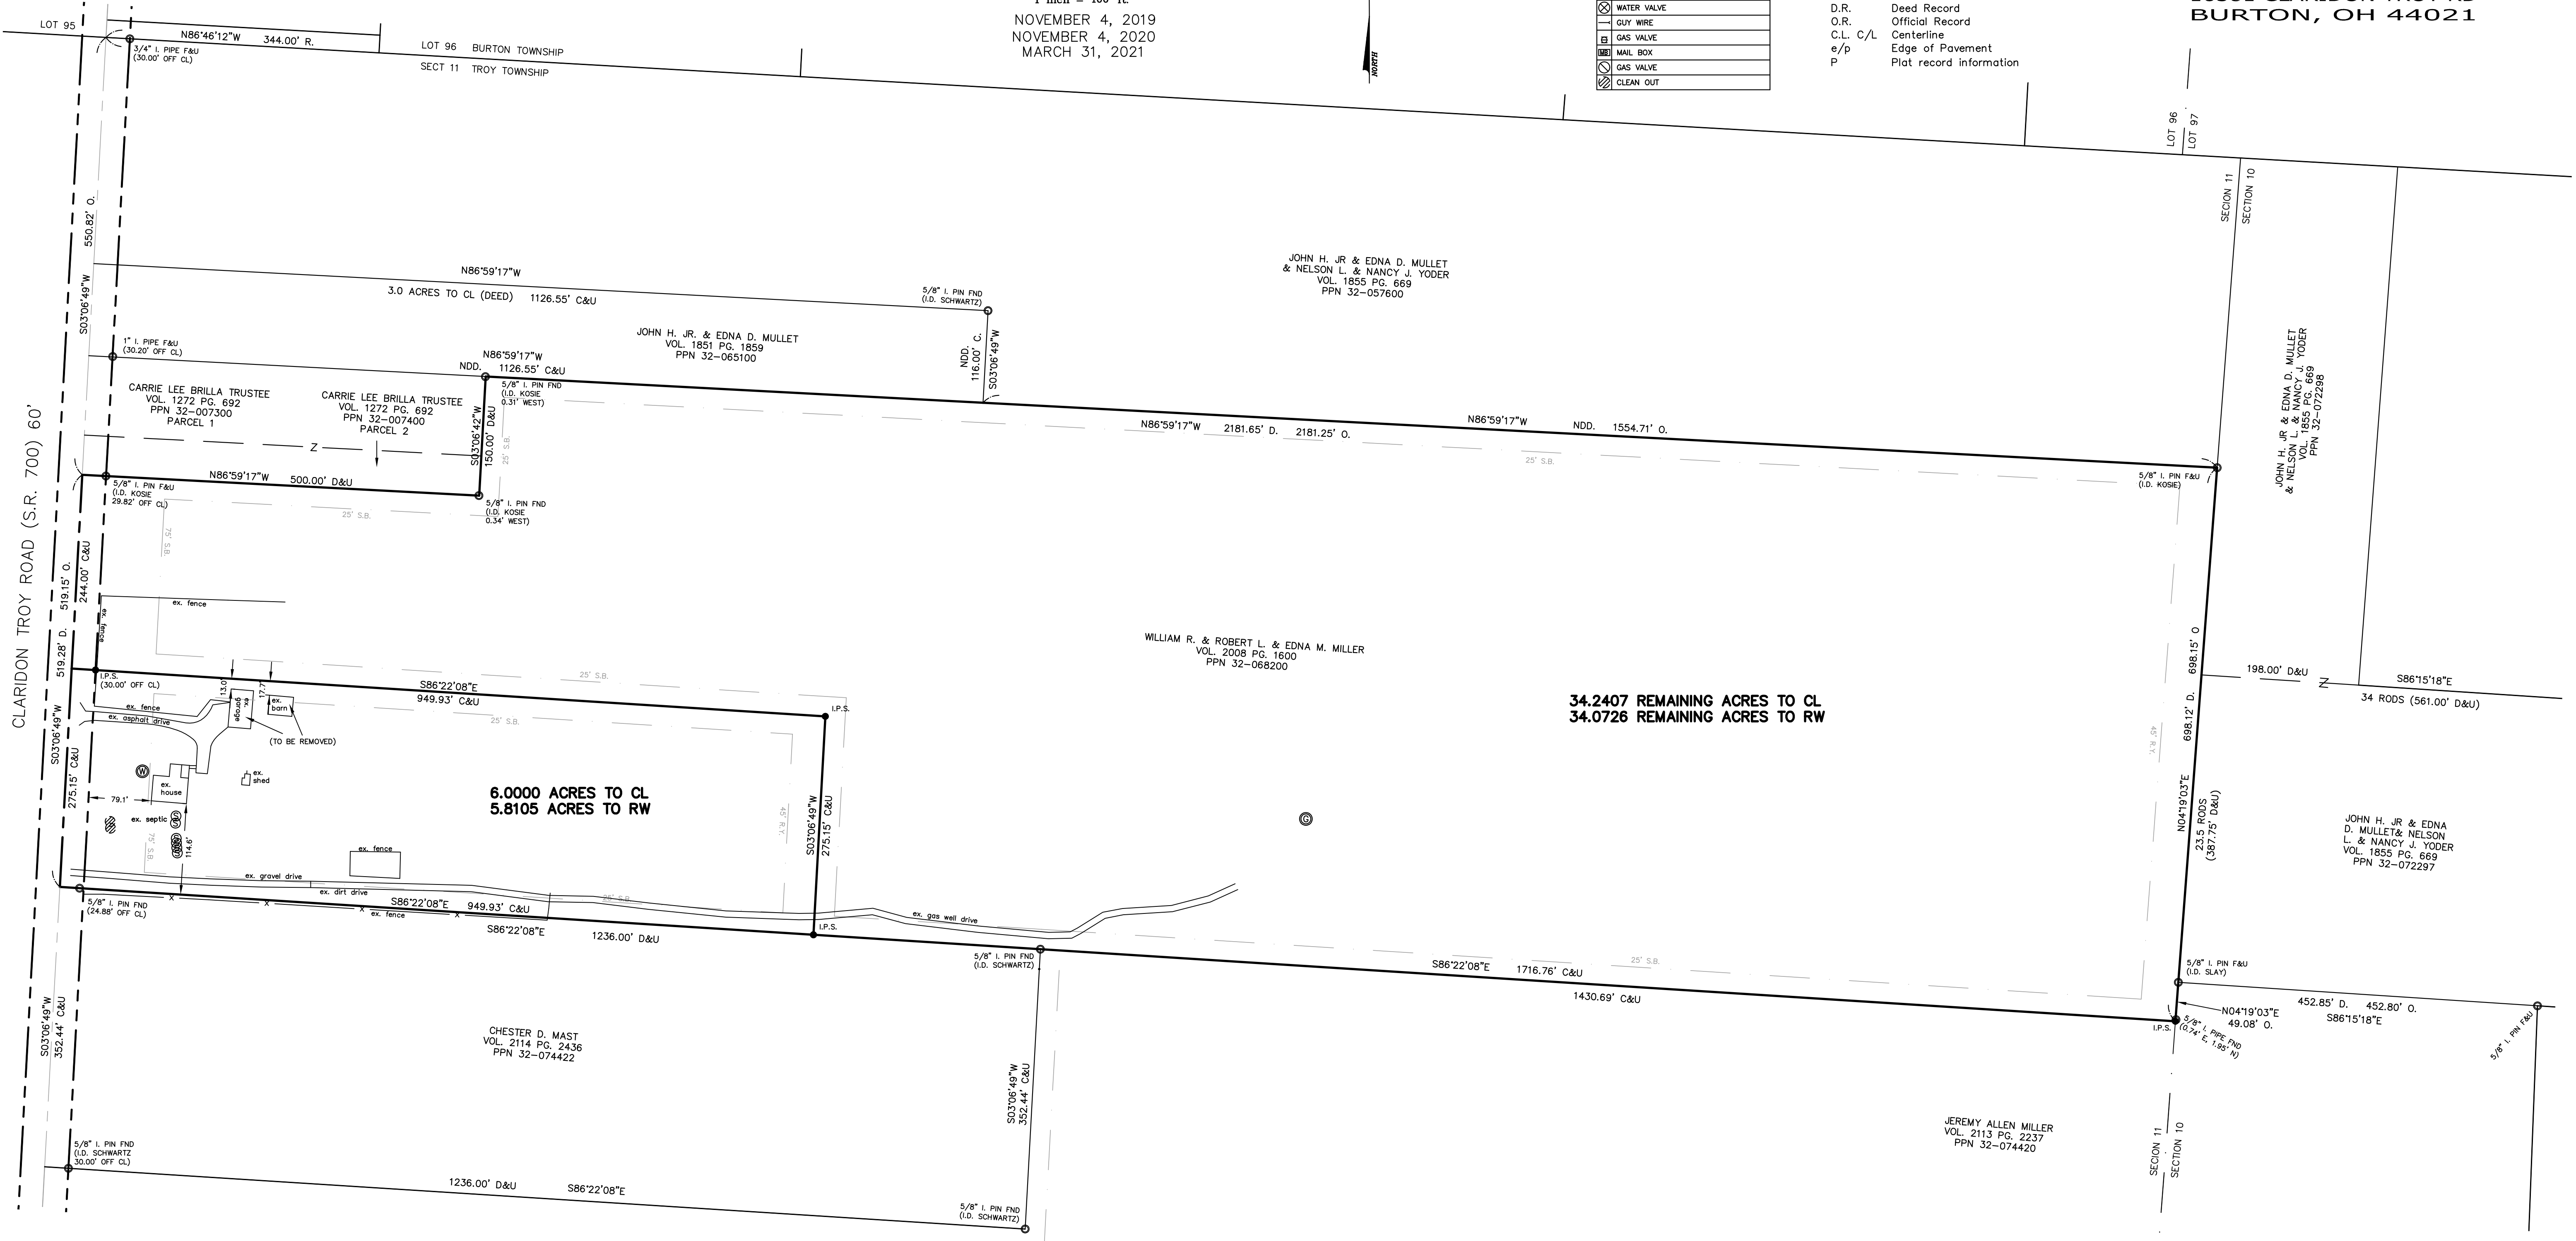 NOVEMBER 4, 2019
NOVEMBER 4, 2020
MARCH 31, 2021
NORTH
WATER VALVE
GUY WIRE
GAS VALVE
MB MAIL BOX
GAS VALVE
CLEAN OUT
D.R. Deed Record
O.R. Official Record
C.L. C/L Centerline
e/p Edge of Pavement
P Plat record information
BURTON, OH 44021
LOT 95
N86°46'12"W 344.00' R.
3/4" I. PIPE F&U
(30.00' OFF CL)
LOT 96 BURTON TOWNSHIP
SECT 11 TROY TOWNSHIP
LOT 96
LOT 97
SECION 11
SECTION 10
550.82' O.
S03°06'49"W
N86°59'17"W
3.0 ACRES TO CL (DEED) 1126.55' C&U
5/8" I. PIN FND
(I.D. SCHWARTZ)
JOHN H. JR & EDNA D. MULLET
& NELSON L. & NANCY J. YODER
VOL. 1855 PG. 669
PPN 32-057600
JOHN H. JR. & EDNA D. MULLET
VOL. 1851 PG. 1859
PPN 32-065100
NDD.
116.00' C.
S03°06'49"W
JOHN H. JR & EDNA D. MULLET
& NELSON L. & NANCY J. YODER
VOL. 1855 PG. 669
PPN 32-072298
1" I. PIPE F&U
(30.20' OFF CL)
N86°59'17"W
NDD. 1126.55' C&U
5/8" I. PIN FND
(I.D. KOSIE
0.31' WEST)
CARRIE LEE BRILLA TRUSTEE
VOL. 1272 PG. 692
PPN 32-007300
PARCEL 1
CARRIE LEE BRILLA TRUSTEE
VOL. 1272 PG. 692
PPN 32-007400
PARCEL 2
S03°06'42"W
150.00' D&U
25' S.B.
Z
N86°59'17"W 2181.65' D. 2181.25' O.
N86°59'17"W NDD. 1554.71' O.
25' S.B.
5/8" I. PIN F&U
(I.D. KOSIE)
N86°59'17"W 500.00' D&U
5/8" I. PIN F&U
(I.D. KOSIE
29.82' OFF CL)
5/8" I. PIN FND
(I.D. KOSIE
0.34' WEST)
25' S.B.
75' S.B.
CLARIDON TROY ROAD (S.R. 700) 60'
519.28' D. 519.15' O.
244.00' C&U
S03°06'49"W
275.15' C&U
ex. fence
ex. fence
WILLIAM R. & ROBERT L. & EDNA M. MILLER
VOL. 2008 PG. 1600
PPN 32-068200
I.P.S.
(30.00' OFF CL)
13.0'
17.7'
S86°22'08"E
949.93' C&U
25' S.B.
25' S.B.
I.P.S.
ex. fence
ex. asphalt drive
ex. garage
ex.
barn
(TO BE REMOVED)
34.2407 REMAINING ACRES TO CL
34.0726 REMAINING ACRES TO RW
698.12' D. 698.15' O
N04°19'03"E
45' R.Y.
198.00' D&U
Z
S86°15'18"E
34 RODS (561.00' D&U)
W
ex.
house
ex.
shed
79.1'
ex. septic
114.6'
75' S.B.
6.0000 ACRES TO CL
5.8105 ACRES TO RW
45' R.Y.
S03°06'49"W
275.15' C&U
G
23.5 RODS
(387.75' D&U)
JOHN H. JR & EDNA
D. MULLET& NELSON
L. & NANCY J. YODER
VOL. 1855 PG. 669
PPN 32-072297
ex. fence
ex. gravel drive
ex. dirt drive
5/8" I. PIN FND
(24.88' OFF CL)
X X X X
ex. fence
S86°22'08"E 949.93' C&U
25' S.B.
S86°22'08"E 1236.00' D&U
I.P.S.
ex. gas well drive
5/8" I. PIN FND
(I.D. SCHWARTZ)
S86°22'08"E 1716.76' C&U
25' S.B.
1430.69' C&U
5/8" I. PIN F&U
(I.D. SLAY)
452.85' D. 452.80' O.
S86°15'18"E
N04°19'03"E
49.08' O.
I.P.S.
5/8" I. PIPE FND
(0.74' E, 1.95' N)
5/8" I. PIN F&U
S03°06'49"W
352.44' C&U
CHESTER D. MAST
VOL. 2114 PG. 2436
PPN 32-074422
S03°06'49"W
352.44' C&U
JEREMY ALLEN MILLER
VOL. 2113 PG. 2237
PPN 32-074420
SECION 11
SECTION 10
5/8" I. PIN FND
(I.D. SCHWARTZ
30.00' OFF CL)
1236.00' D&U S86°22'08"E
5/8" I. PIN FND
(I.D. SCHWARTZ)